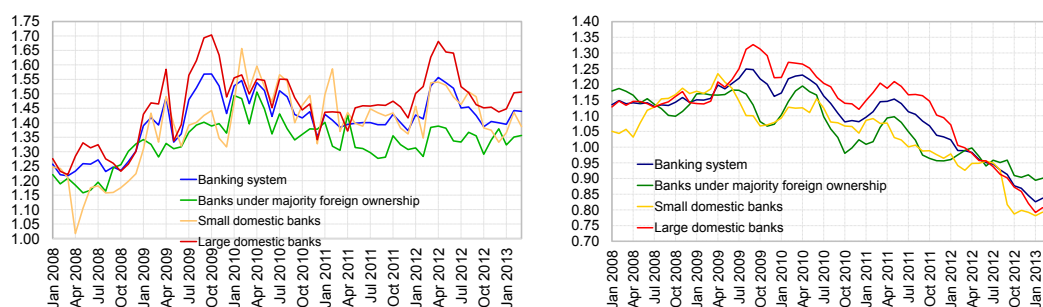 1.75
1.70
1.65
1.60
1.55
1.50
1.45
1.40
1.35
1.30
1.25
1.20
1.15
1.10
1.05
1.00
Banking system
Banks under majority foreign ownership
Small domestic banks
Large domestic banks
Jan 2008
Apr 2008
Jul 2008
Oct 2008
Jan 2009
Apr 2009
Jul 2009
Oct 2009
Jan 2010
Apr 2010
Jul 2010
Oct 2010
Jan 2011
Apr 2011
Jul 2011
Oct 2011
Jan 2012
Apr 2012
Jul 2012
Oct 2012
Jan 2013
1.40
1.35
1.30
1.25
1.20
1.15
1.10
1.05
1.00
0.95
0.90
0.85
0.80
0.75
0.70
Banking system
Banks under majority foreign ownership
Small domestic banks
Large domestic banks
Jan 2008
Apr 2008
Jul 2008
Oct 2008
Jan 2009
Apr 2009
Jul 2009
Oct 2009
Jan 2010
Apr 2010
Jul 2010
Oct 2010
Jan 2011
Apr 2011
Jul 2011
Oct 2011
Jan 2012
Apr 2012
Jul 2012
Oct 2012
Jan 2013